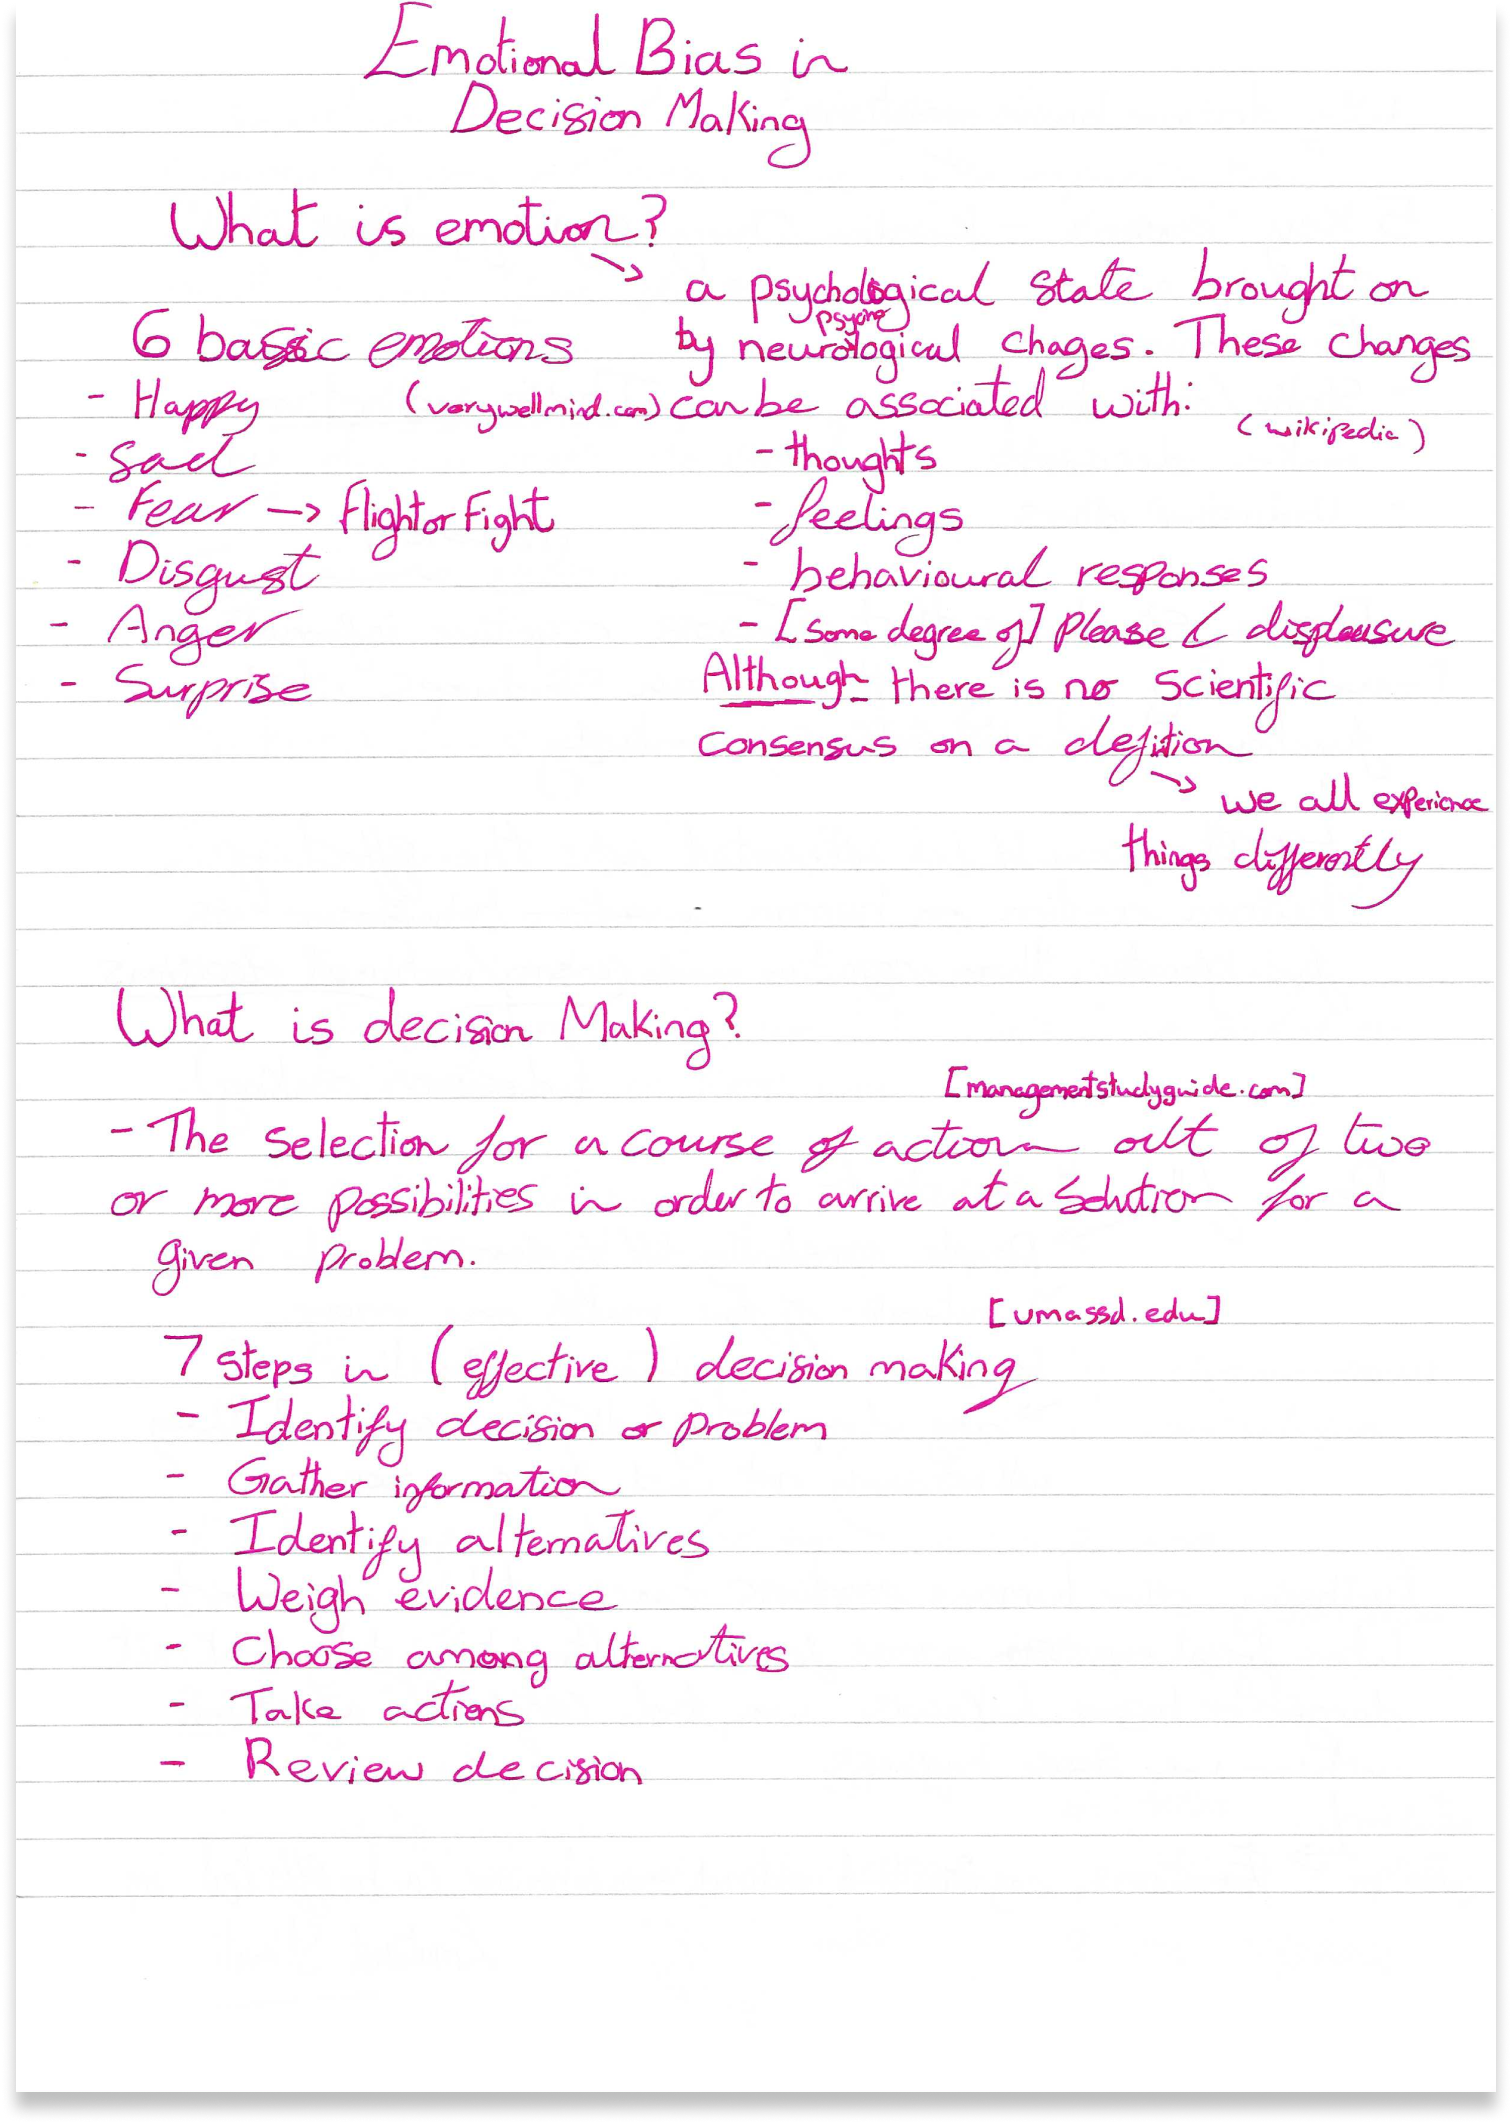 Emotional Bias in
Decision Making
What is emotion?
→ a psychological state brought on
by neurological chages. These changes
can be associated with:
(wikipedia)
- thoughts
- feelings
- behavioural responses
- [some degree of] Please / displeasure
Although there is no scientific
consensus on a defition
→ we all experience
things differently
6 basic emotions
(verywellmind.com)
- Happy
- Sad
- Fear → Flight or Fight
- Disgust
- Anger
- Surprise
What is decision Making?
[managementstudyguide.com]
- The selection for a course of action out of two
or more possibilities in order to arrive at a solution for a
given problem.
[umassd.edu]
7 steps in (effective) decision making
- Identify decision or problem
- Gather information
- Identify alternatives
- Weigh evidence
- Choose among alternatives
- Take actions
- Review decision